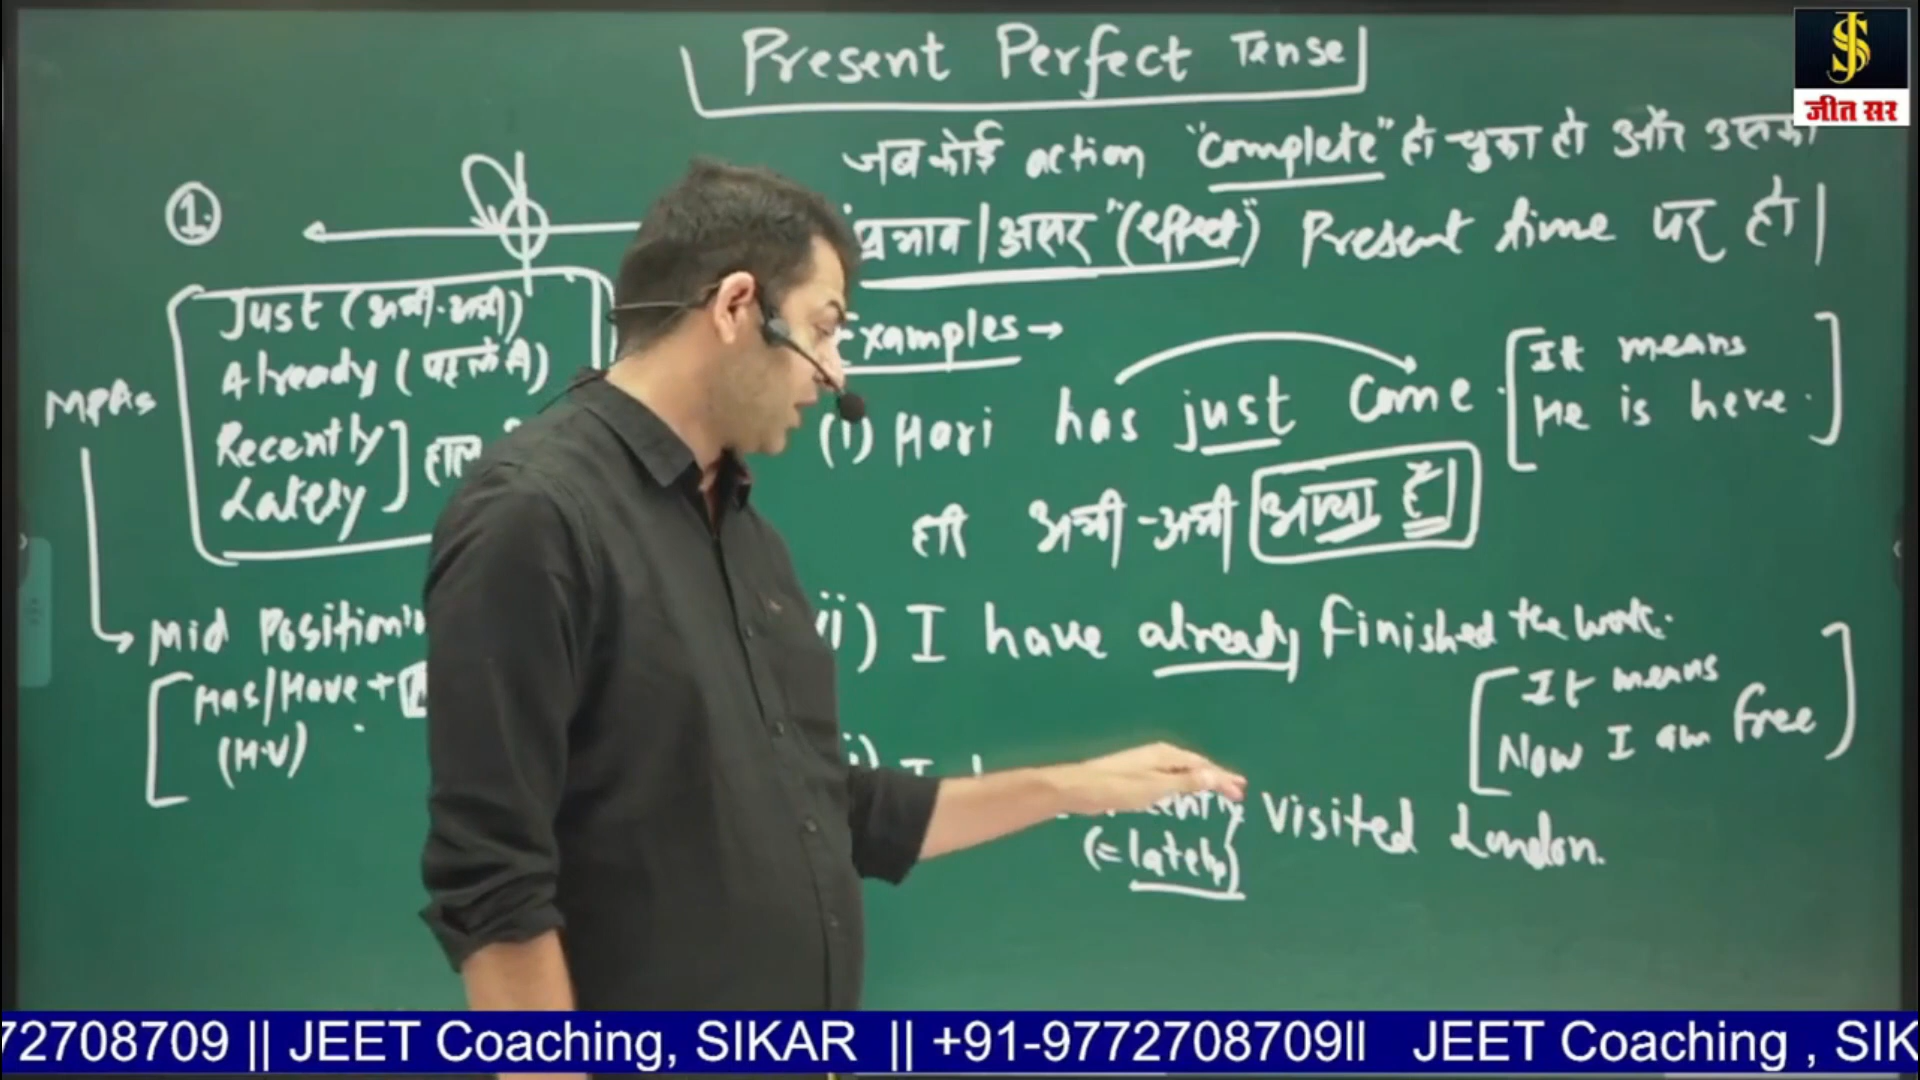 Present Perfect Tense
जीत सर
जब कोई action "Complete" हो चुका हो और उसका
प्रभाव | असर "(effect)" Present time पर हो |
①
Just (अभी-अभी)
Already (पहले)
Recently
Lately
MPAs
Mid Position
[Has/Have +
(H.V)
Examples →
(i) Hari has just come. [It means He is here.]
हरि अभी-अभी आया है |
ii) I have already finished the work.
[It means Now I am free]
i) I
visited London.
(= lately)
72708709 || JEET Coaching, SIKAR || +91-9772708709ll JEET Coaching , SIK